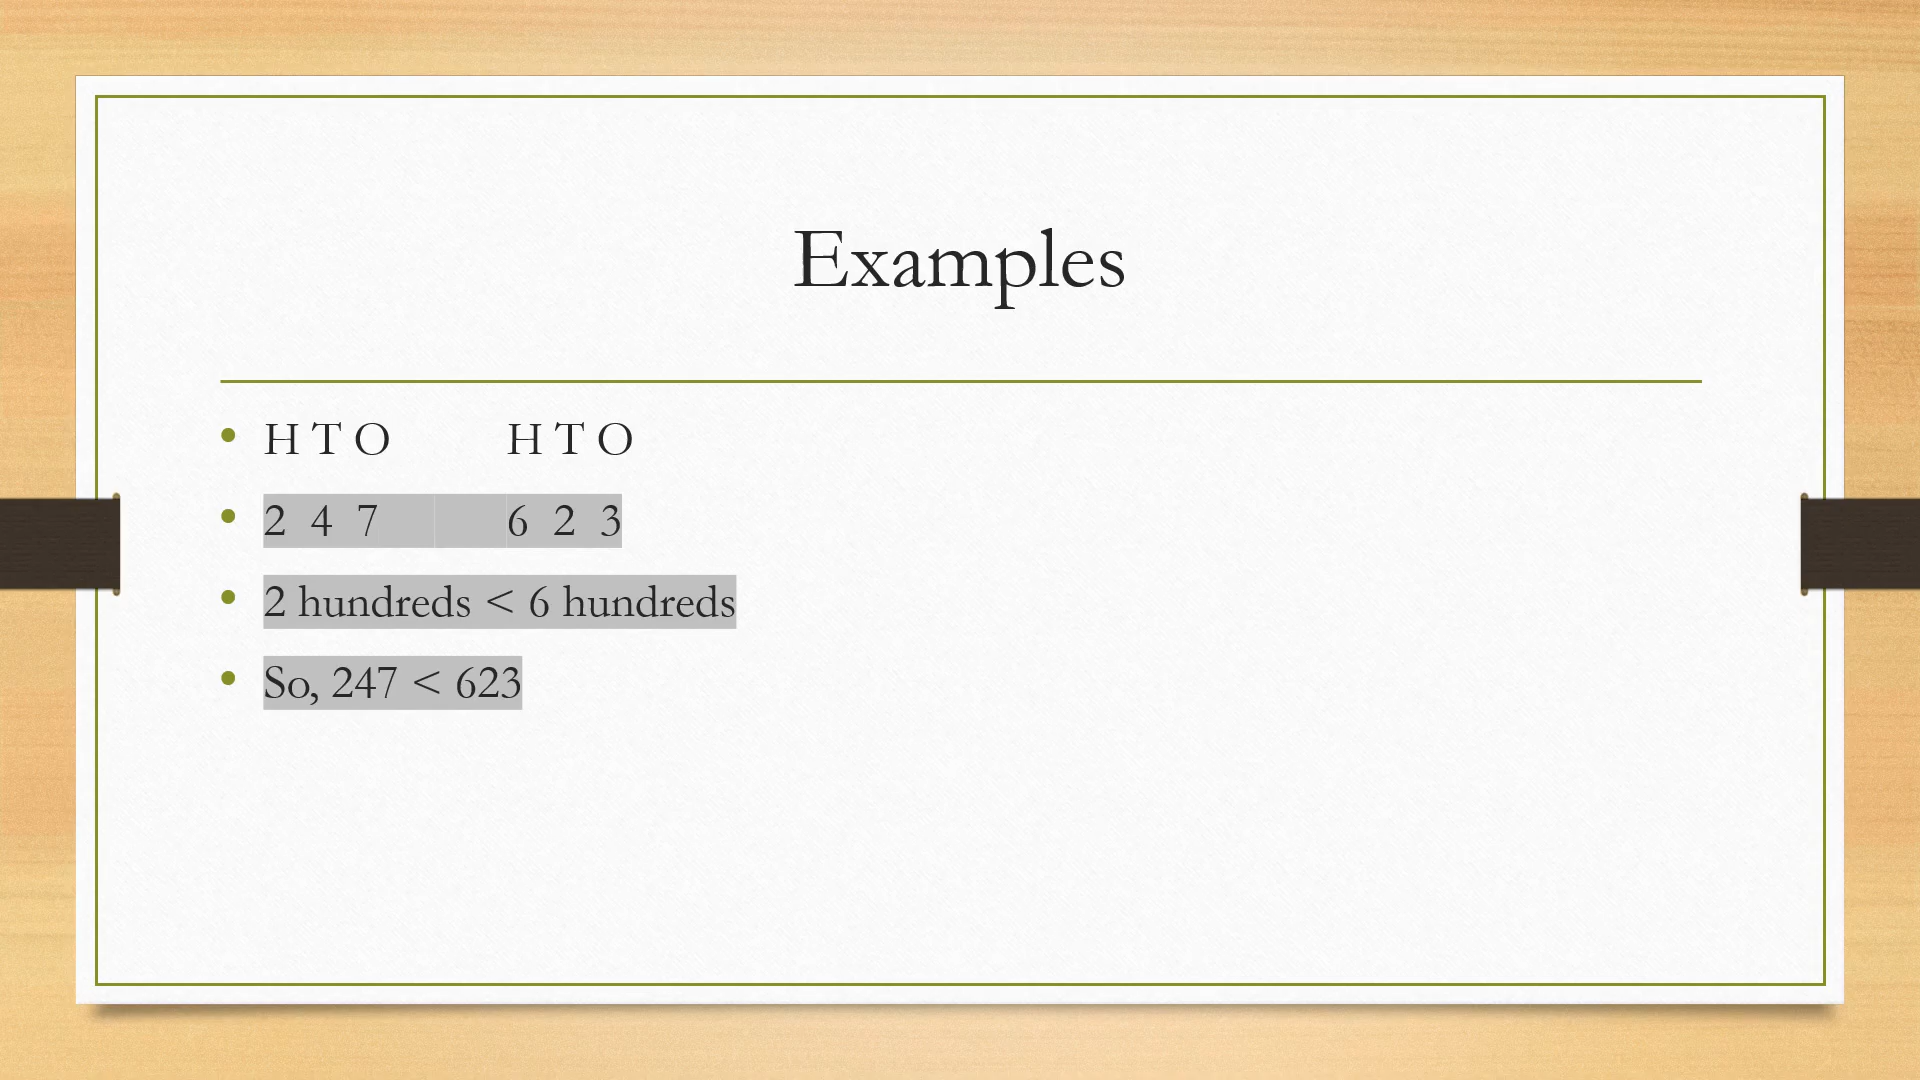 Examples
• H T O H T O
• 2 4 7 6 2 3
• 2 hundreds < 6 hundreds
• So, 247 < 623